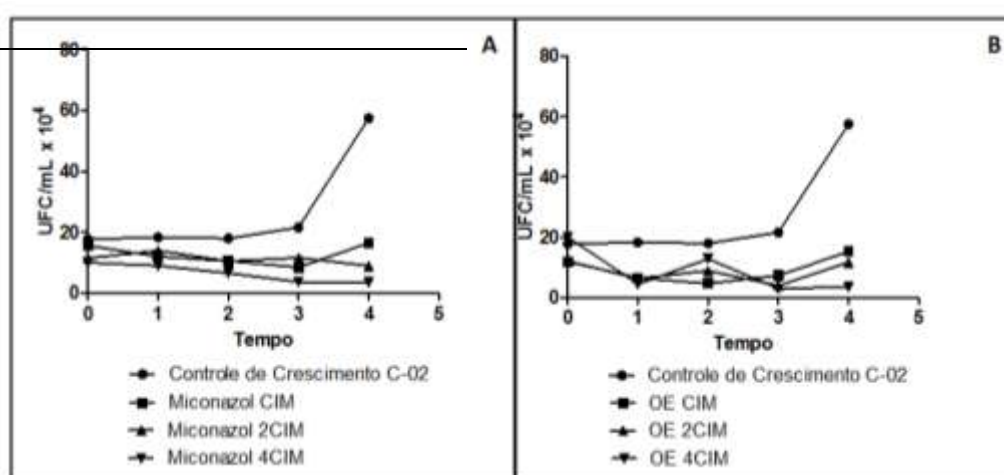 A
80
60
40
20
0
UFC/mL x 10⁴
0 1 2 3 4 5
Tempo
Controle de Crescimento C-02
Miconazol CIM
Miconazol 2CIM
Miconazol 4CIM
B
80
60
40
20
0
UFC/mL x 10⁴
0 1 2 3 4 5
Tempo
Controle de Crescimento C-02
OE CIM
OE 2CIM
OE 4CIM